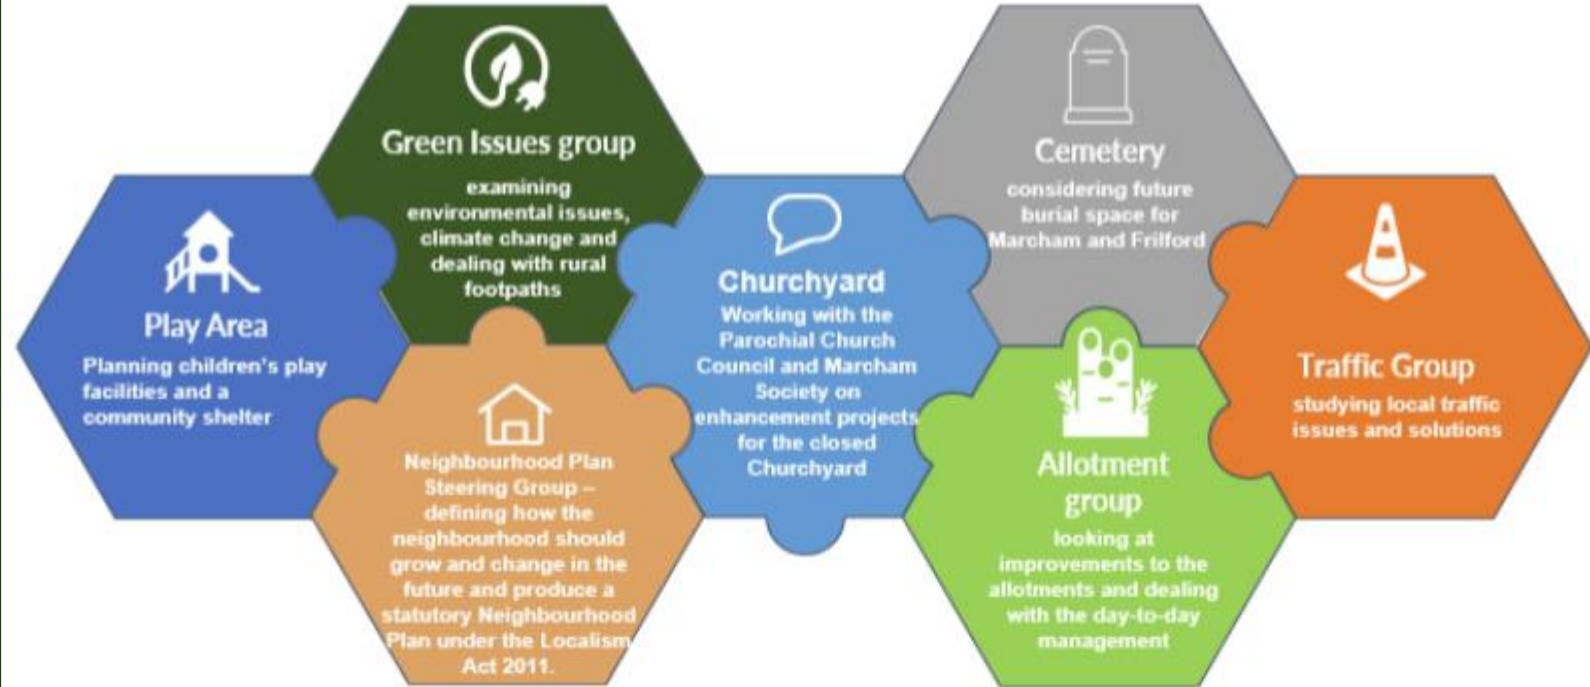 Green Issues group
examining
environmental issues,
climate change and
dealing with rural
footpaths
Cemetery
considering future
burial space for
Marcham and Frilford
Play Area
Planning children's play
facilities and a
community shelter
Churchyard
Working with the
Parochial Church
Council and Marcham
Society on
enhancement projects
for the closed
Churchyard
Traffic Group
studying local traffic
issues and solutions
Neighbourhood Plan
Steering Group –
defining how the
neighbourhood should
grow and change in the
future and produce a
statutory Neighbourhood
Plan under the Localism
Act 2011.
Allotment
group
looking at
improvements to the
allotments and dealing
with the day-to-day
management